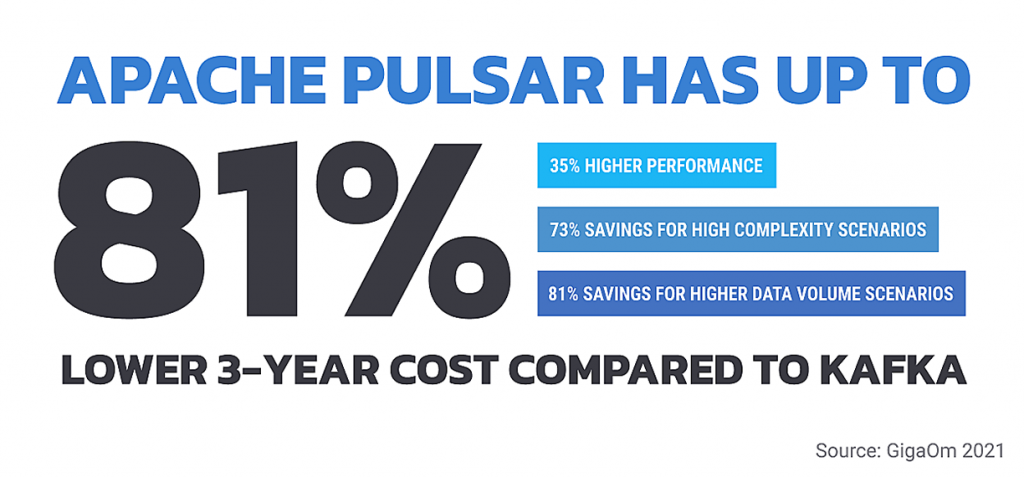 APACHE PULSAR HAS UP TO
81%
35% HIGHER PERFORMANCE
73% SAVINGS FOR HIGH COMPLEXITY SCENARIOS
81% SAVINGS FOR HIGHER DATA VOLUME SCENARIOS
LOWER 3-YEAR COST COMPARED TO KAFKA
Source: GigaOm 2021